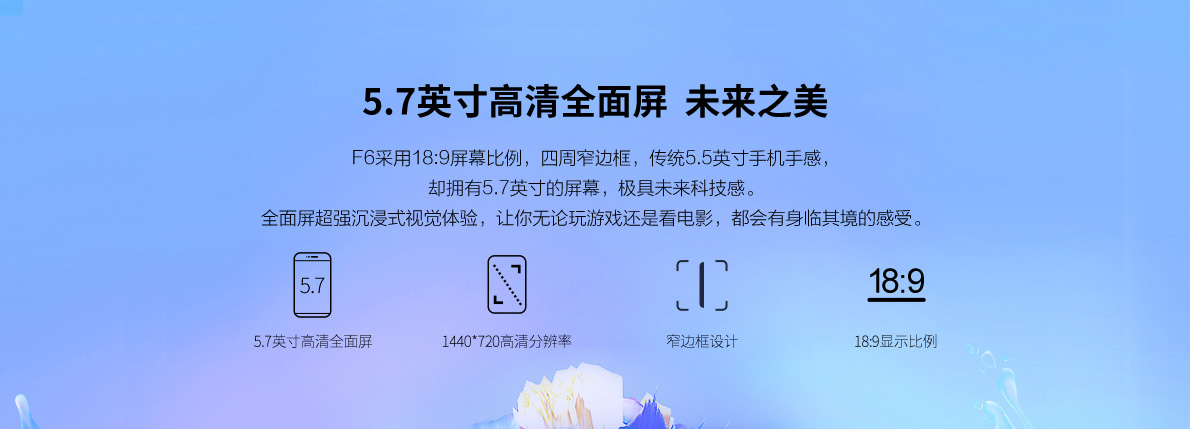 5.7英寸高清全面屏 未来之美
F6采用18:9屏幕比例，四周窄边框，传统5.5英寸手机手感，
却拥有5.7英寸的屏幕，极具未来科技感。
全面屏超强沉浸式视觉体验，让你无论玩游戏还是看电影，都会有身临其境的感受。
5.7
18:9
5.7英寸高清全面屏
1440*720高清分辨率
窄边框设计
18:9显示比例